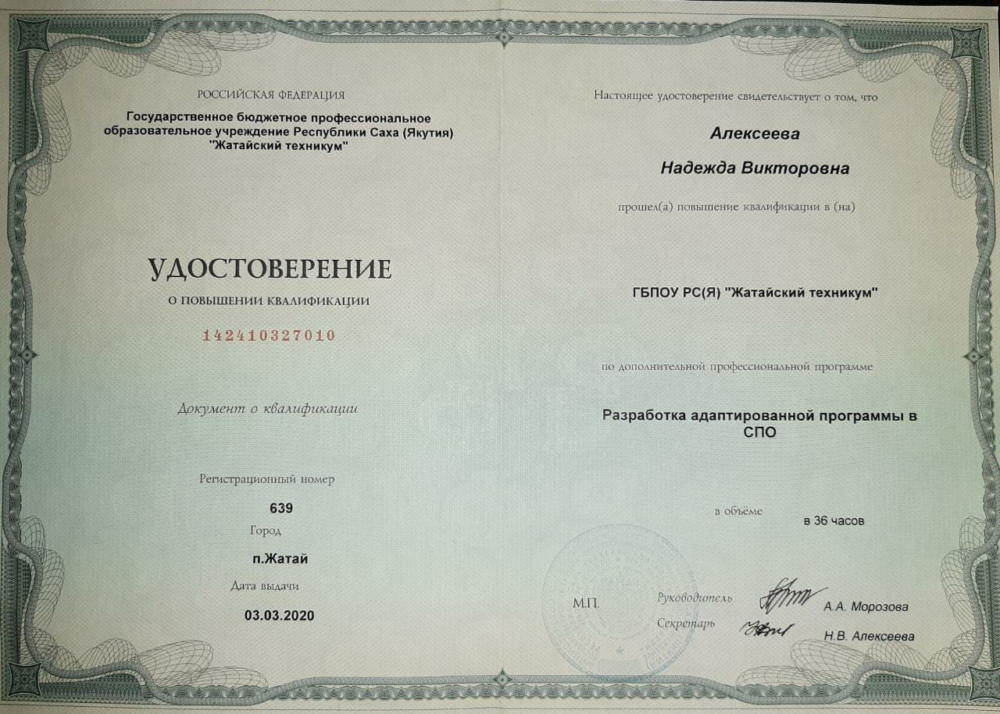 РОССИЙСКАЯ ФЕДЕРАЦИЯ
Государственное бюджетное профессиональное
образовательное учреждение Республики Саха (Якутия)
"Жатайский техникум"
УДОСТОВЕРЕНИЕ
О ПОВЫШЕНИИ КВАЛИФИКАЦИИ
142410327010
Документ о квалификации
Регистрационный номер
639
Город
п.Жатай
Дата выдачи
03.03.2020
Настоящее удостоверение свидетельствует о том, что
Алексеева
Надежда Викторовна
прошел(а) повышение квалификации в (на)
ГБПОУ РС(Я) "Жатайский техникум"
по дополнительной профессиональной программе
Разработка адаптированной программы в
СПО
в объёме
в 36 часов
М.П.
Руководитель
А.А. Морозова
Секретарь
Н.В. Алексеева